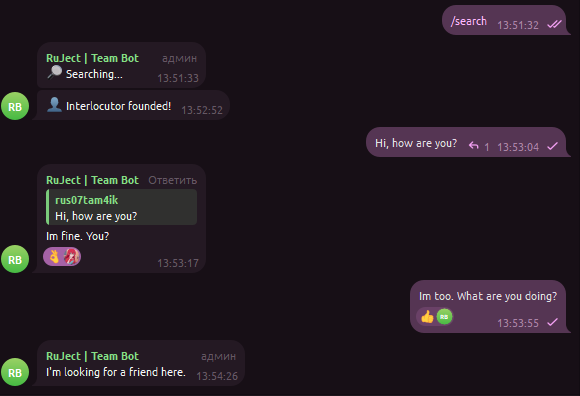 /search 13:51:32
RuJect | Team Bot админ
Searching... 13:51:33
RB
Interlocutor founded! 13:52:52
Hi, how are you? 1 13:53:04
RuJect | Team Bot Ответить
rus07tam4ik
Hi, how are you?
Im fine. You?
RB
13:53:17
Im too. What are you doing?
RB 13:53:55
RuJect | Team Bot админ
RB
I'm looking for a friend here. 13:54:26